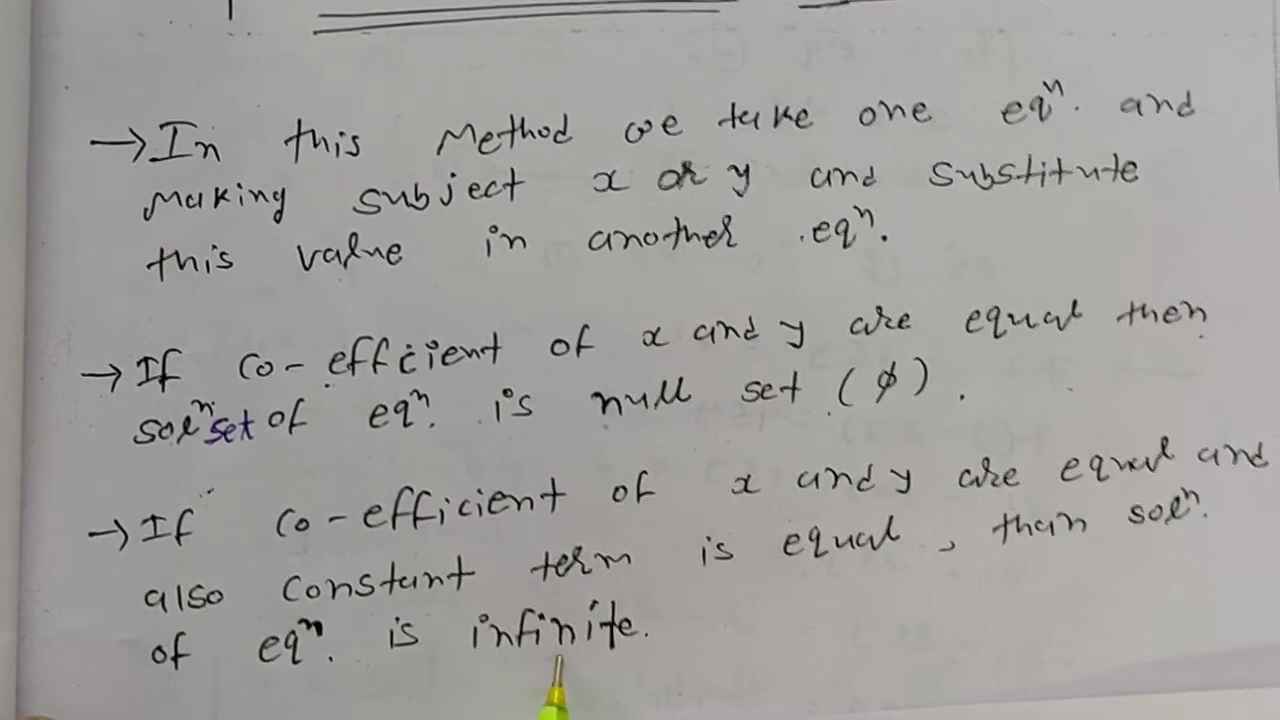 → In this Method we take one eqⁿ. and
making subject x or y and substitute
this value in another .eqⁿ.
→ If co-efficient of x and y are equal then
solⁿ set of eqⁿ. is null set (ϕ).
→ If co-efficient of x and y are equal and
also constant term is equal, than solⁿ.
of eqⁿ. is infinite.